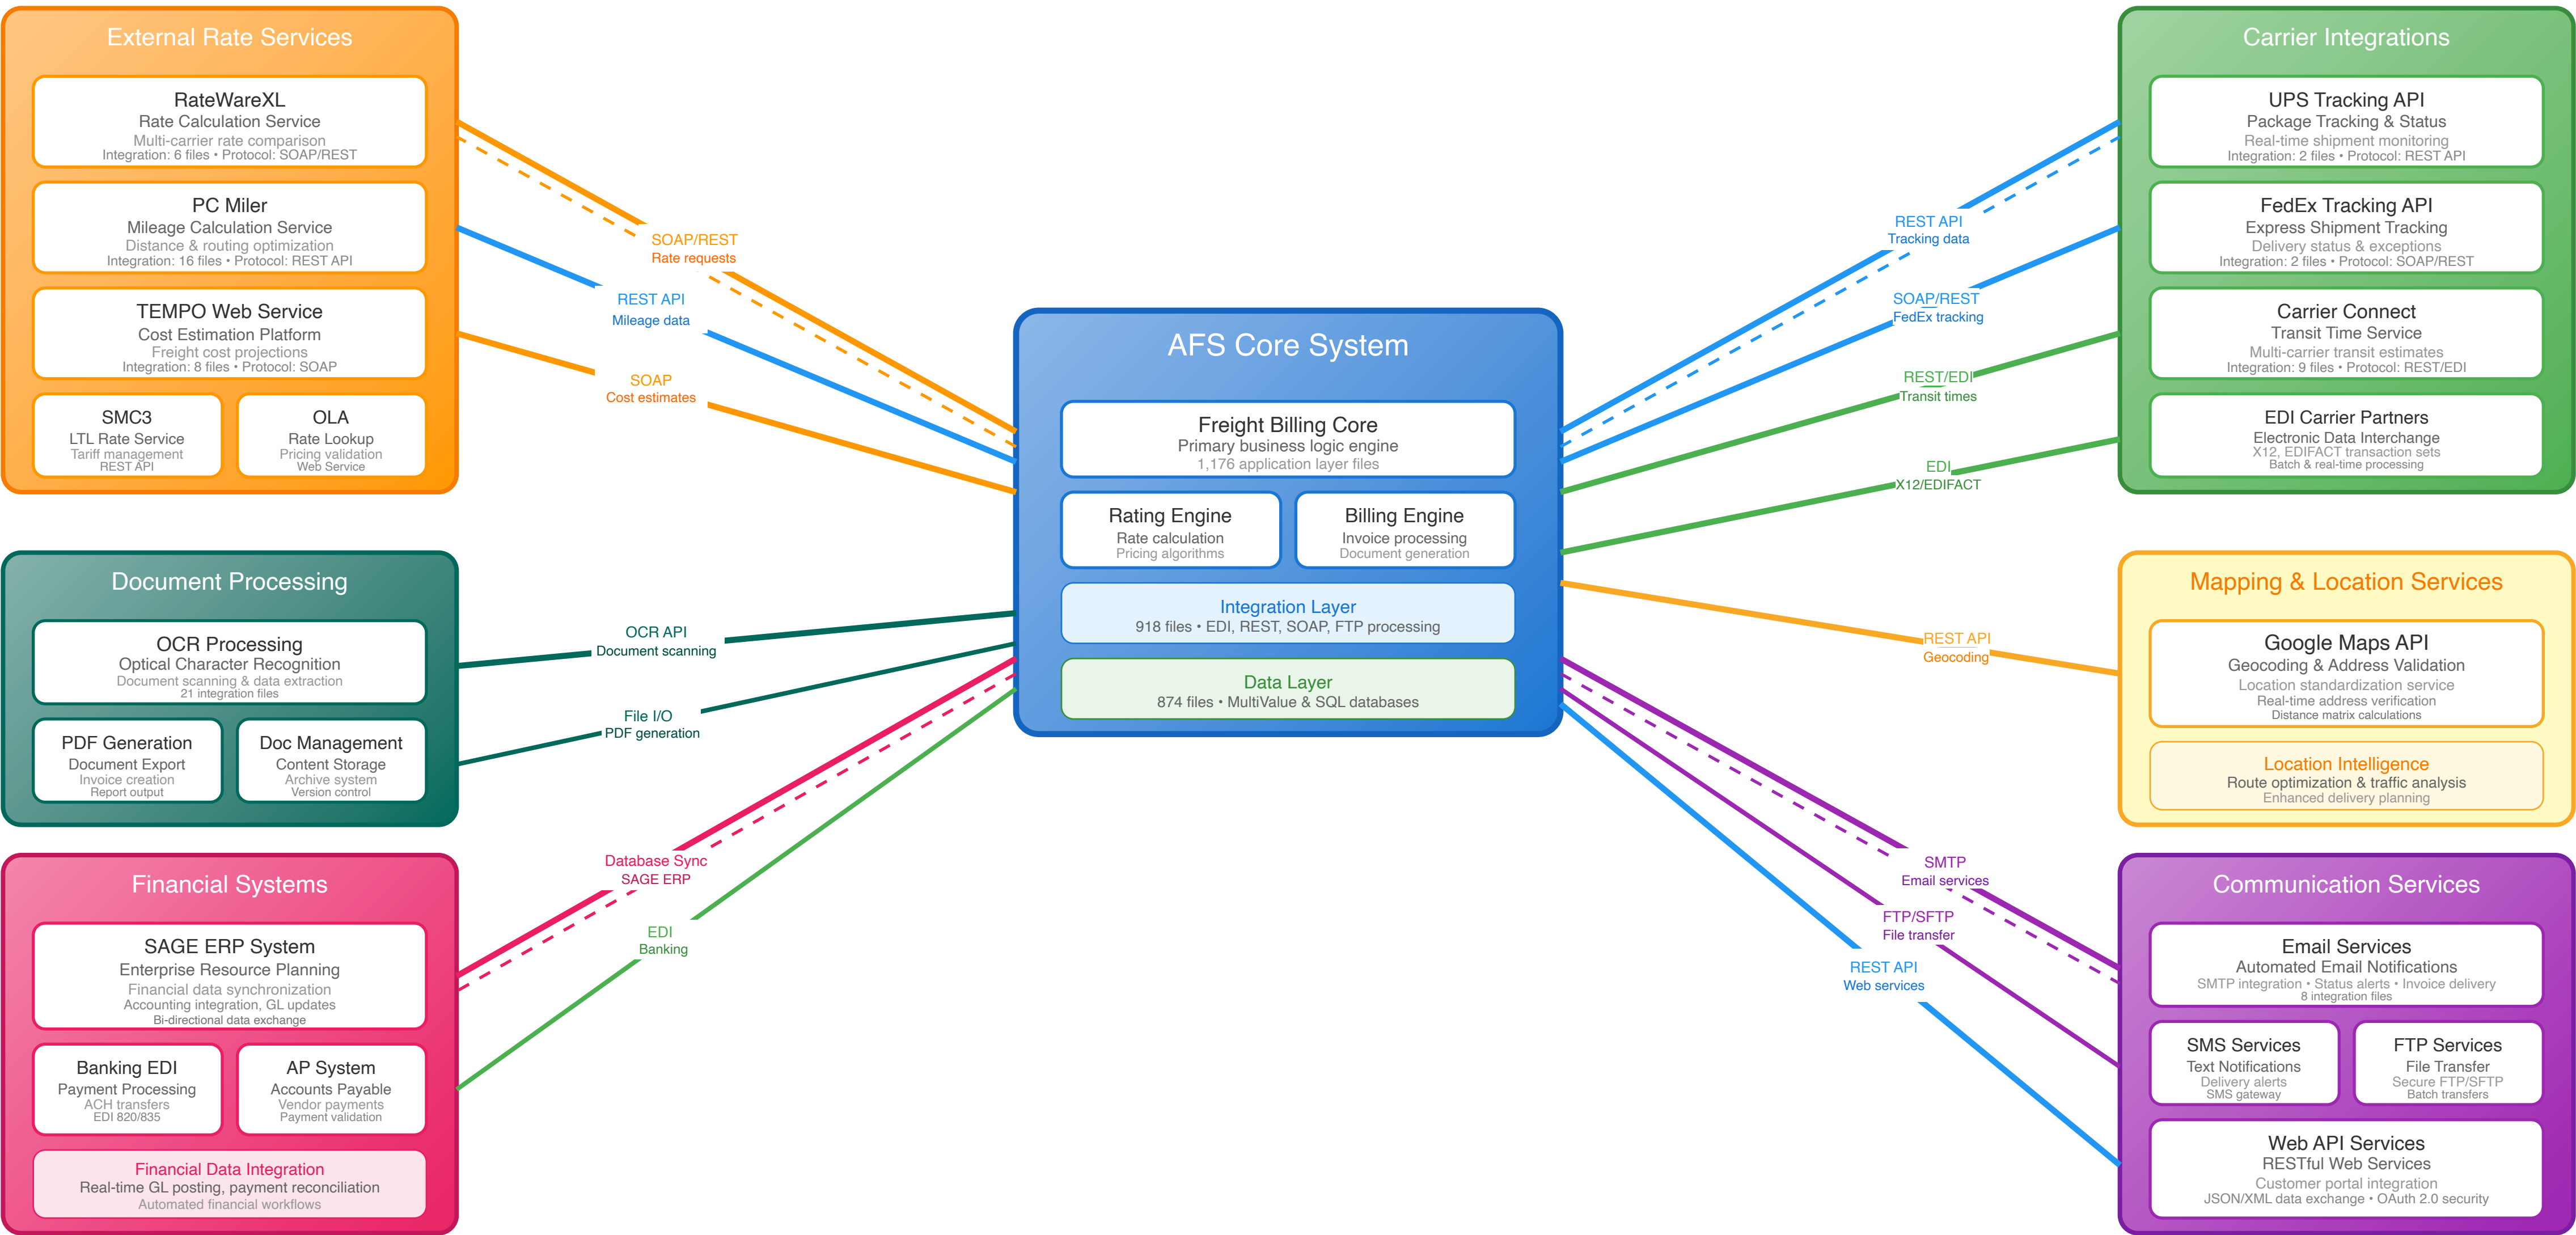 External Rate Services
RateWareXL
Rate Calculation Service
Multi-carrier rate comparison
Integration: 6 files • Protocol: SOAP/REST
PC Miler
Mileage Calculation Service
Distance & routing optimization
Integration: 16 files • Protocol: REST API
TEMPO Web Service
Cost Estimation Platform
Freight cost projections
Integration: 8 files • Protocol: SOAP
SMC3
LTL Rate Service
Tariff management
REST API
OLA
Rate Lookup
Pricing validation
Web Service
Document Processing
OCR Processing
Optical Character Recognition
Document scanning & data extraction
21 integration files
PDF Generation
Document Export
Invoice creation
Report output
Doc Management
Content Storage
Archive system
Version control
Financial Systems
SAGE ERP System
Enterprise Resource Planning
Financial data synchronization
Accounting integration, GL updates
Bi-directional data exchange
Banking EDI
Payment Processing
ACH transfers
EDI 820/835
AP System
Accounts Payable
Vendor payments
Payment validation
Financial Data Integration
Real-time GL posting, payment reconciliation
Automated financial workflows
SOAP/REST
Rate requests
REST API
Mileage data
SOAP
Cost estimates
OCR API
Document scanning
File I/O
PDF generation
Database Sync
SAGE ERP
EDI
Banking
AFS Core System
Freight Billing Core
Primary business logic engine
1,176 application layer files
Rating Engine
Rate calculation
Pricing algorithms
Billing Engine
Invoice processing
Document generation
Integration Layer
918 files • EDI, REST, SOAP, FTP processing
Data Layer
874 files • MultiValue & SQL databases
REST API
Tracking data
SOAP/REST
FedEx tracking
REST/EDI
Transit times
EDI
X12/EDIFACT
REST API
Geocoding
SMTP
Email services
FTP/SFTP
File transfer
REST API
Web services
Carrier Integrations
UPS Tracking API
Package Tracking & Status
Real-time shipment monitoring
Integration: 2 files • Protocol: REST API
FedEx Tracking API
Express Shipment Tracking
Delivery status & exceptions
Integration: 2 files • Protocol: SOAP/REST
Carrier Connect
Transit Time Service
Multi-carrier transit estimates
Integration: 9 files • Protocol: REST/EDI
EDI Carrier Partners
Electronic Data Interchange
X12, EDIFACT transaction sets
Batch & real-time processing
Mapping & Location Services
Google Maps API
Geocoding & Address Validation
Location standardization service
Real-time address verification
Distance matrix calculations
Location Intelligence
Route optimization & traffic analysis
Enhanced delivery planning
Communication Services
Email Services
Automated Email Notifications
SMTP integration • Status alerts • Invoice delivery
8 integration files
SMS Services
Text Notifications
Delivery alerts
SMS gateway
FTP Services
File Transfer
Secure FTP/SFTP
Batch transfers
Web API Services
RESTful Web Services
Customer portal integration
JSON/XML data exchange • OAuth 2.0 security